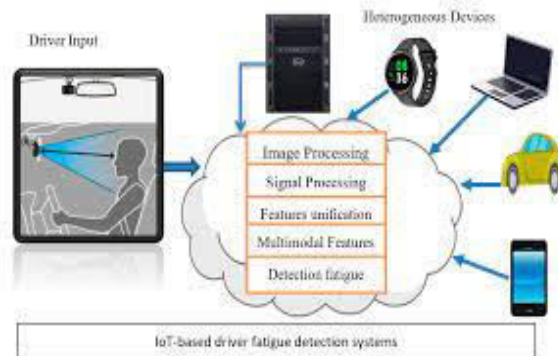 Heterogeneous Devices
Driver Input
Image Processing
Signal Processing
Features unification
Multimodal Features
Detection fatigue
IoT-based driver fatigue detection systems